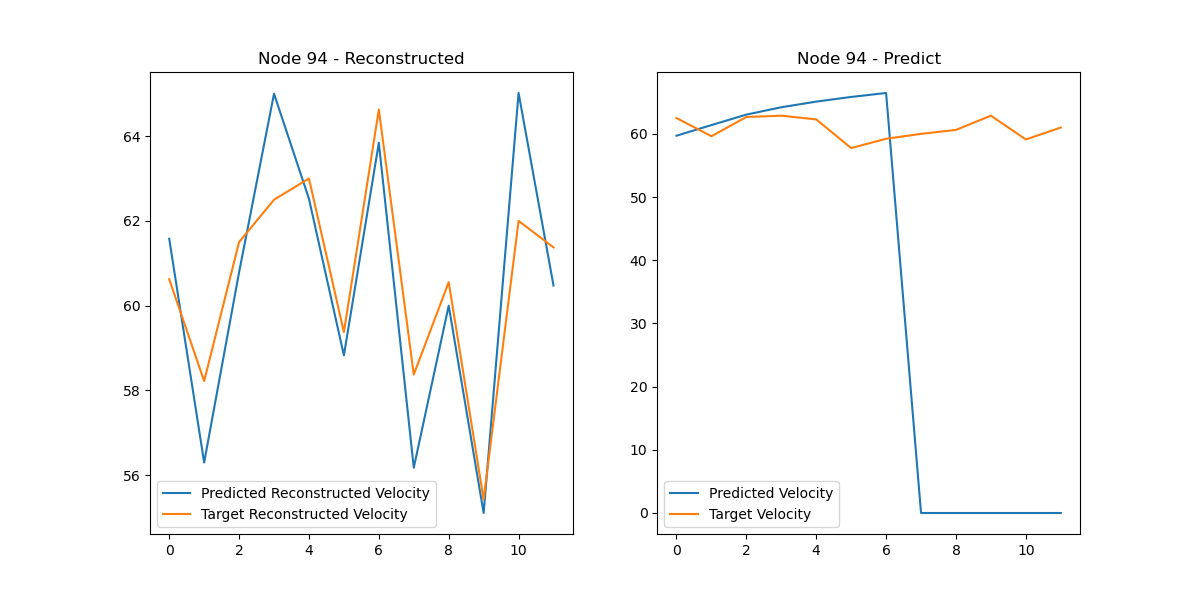 Node 94 - Reconstructed
64
62
60
58
56
Predicted Reconstructed Velocity
Target Reconstructed Velocity
0 2 4 6 8 10
Node 94 - Predict
60
50
40
30
20
10
0
Predicted Velocity
Target Velocity
0 2 4 6 8 10